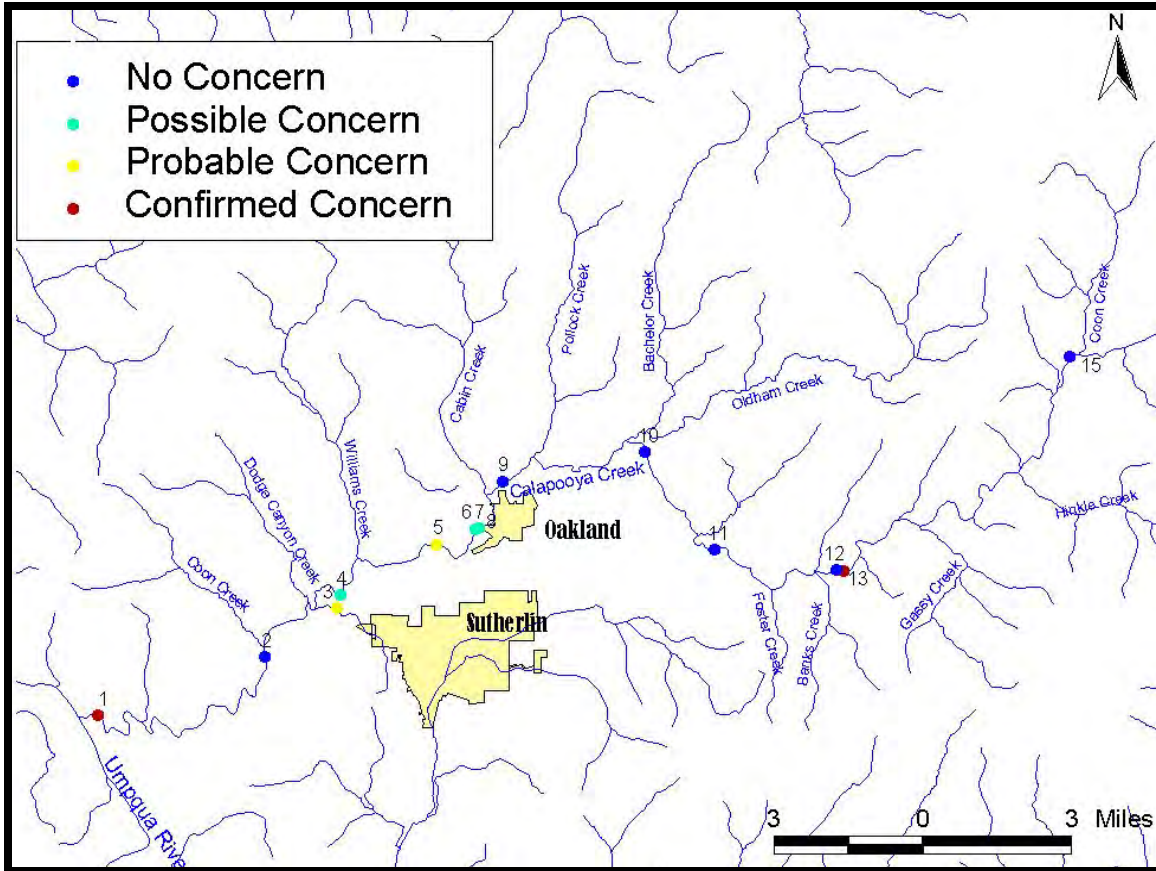 N
No Concern
Possible Concern
Probable Concern
Confirmed Concern
Coon Creek
15
Pollock Creek
Bachelor Creek
Cabin Creek
Oldham Creek
10
9
Calapooya Creek
Williams Creek
Dodge Canyon Creek
6
7
5
Oakland
11
Hinkle Creek
12
13
Gassy Creek
Coon Creek
4
3
Sutherlin
Foster Creek
Banks Creek
2
1
Umpqua River
3 0 3 Miles